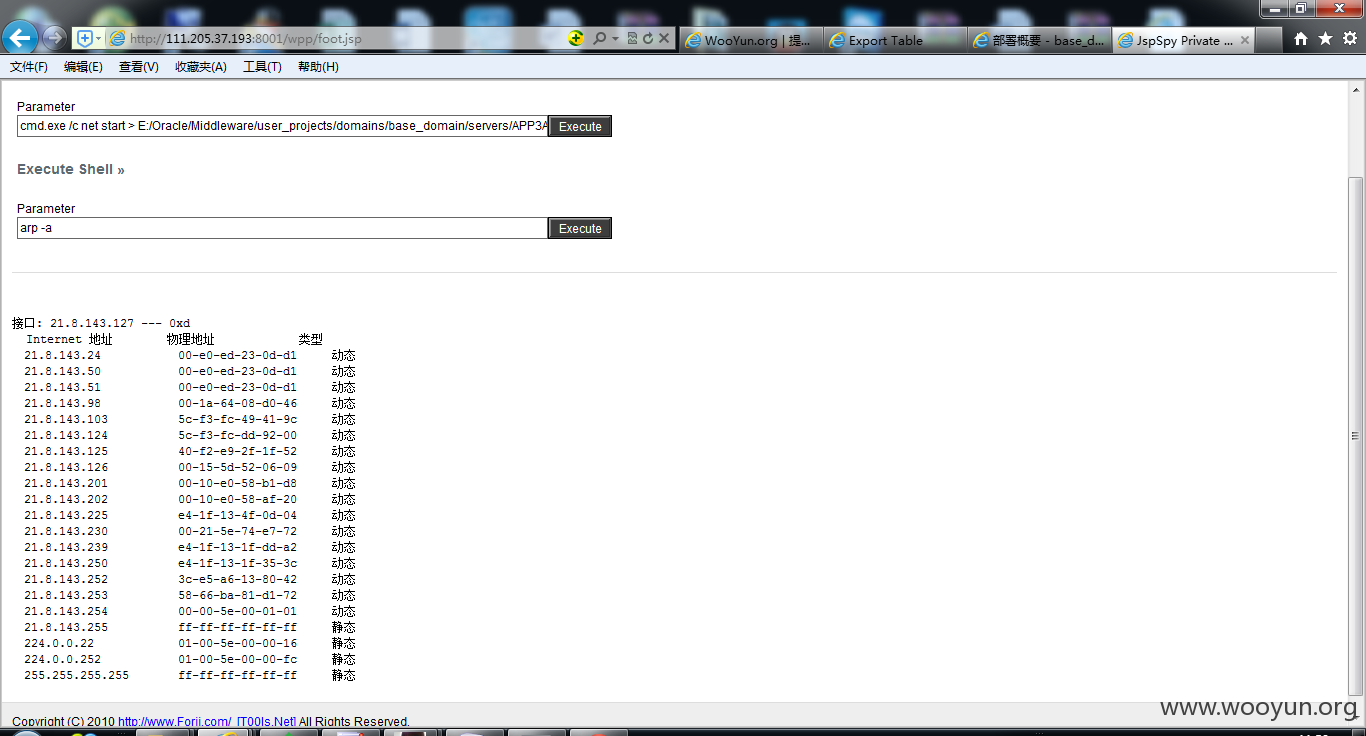 http://111.205.37.193:8001/wpp/foot.jsp
WooYun.org | 提...
Export Table
部署概要 - base_d...
JspSpy Private ...
文件(F) 编辑(E) 查看(V) 收藏夹(A) 工具(T) 帮助(H)
Parameter
cmd.exe /c net start > E:/Oracle/Middleware/user_projects/domains/base_domain/servers/APP3A
Execute
Execute Shell »
Parameter
arp -a
Execute
接口: 21.8.143.127 --- 0xd
Internet 地址 物理地址 类型
21.8.143.24 00-e0-ed-23-0d-d1 动态
21.8.143.50 00-e0-ed-23-0d-d1 动态
21.8.143.51 00-e0-ed-23-0d-d1 动态
21.8.143.98 00-1a-64-08-d0-46 动态
21.8.143.103 5c-f3-fc-49-41-9c 动态
21.8.143.124 5c-f3-fc-dd-92-00 动态
21.8.143.125 40-f2-e9-2f-1f-52 动态
21.8.143.126 00-15-5d-52-06-09 动态
21.8.143.201 00-10-e0-58-b1-d8 动态
21.8.143.202 00-10-e0-58-af-20 动态
21.8.143.225 e4-1f-13-4f-0d-04 动态
21.8.143.230 00-21-5e-74-e7-72 动态
21.8.143.239 e4-1f-13-1f-dd-a2 动态
21.8.143.250 e4-1f-13-1f-35-3c 动态
21.8.143.252 3c-e5-a6-13-80-42 动态
21.8.143.253 58-66-ba-81-d1-72 动态
21.8.143.254 00-00-5e-00-01-01 动态
21.8.143.255 ff-ff-ff-ff-ff-ff 静态
224.0.0.22 01-00-5e-00-00-16 静态
224.0.0.252 01-00-5e-00-00-fc 静态
255.255.255.255 ff-ff-ff-ff-ff-ff 静态
www.wooyun.org
Copyright (C) 2010 http://www.Forjj.com/ [T00ls.Net] All Rights Reserved.